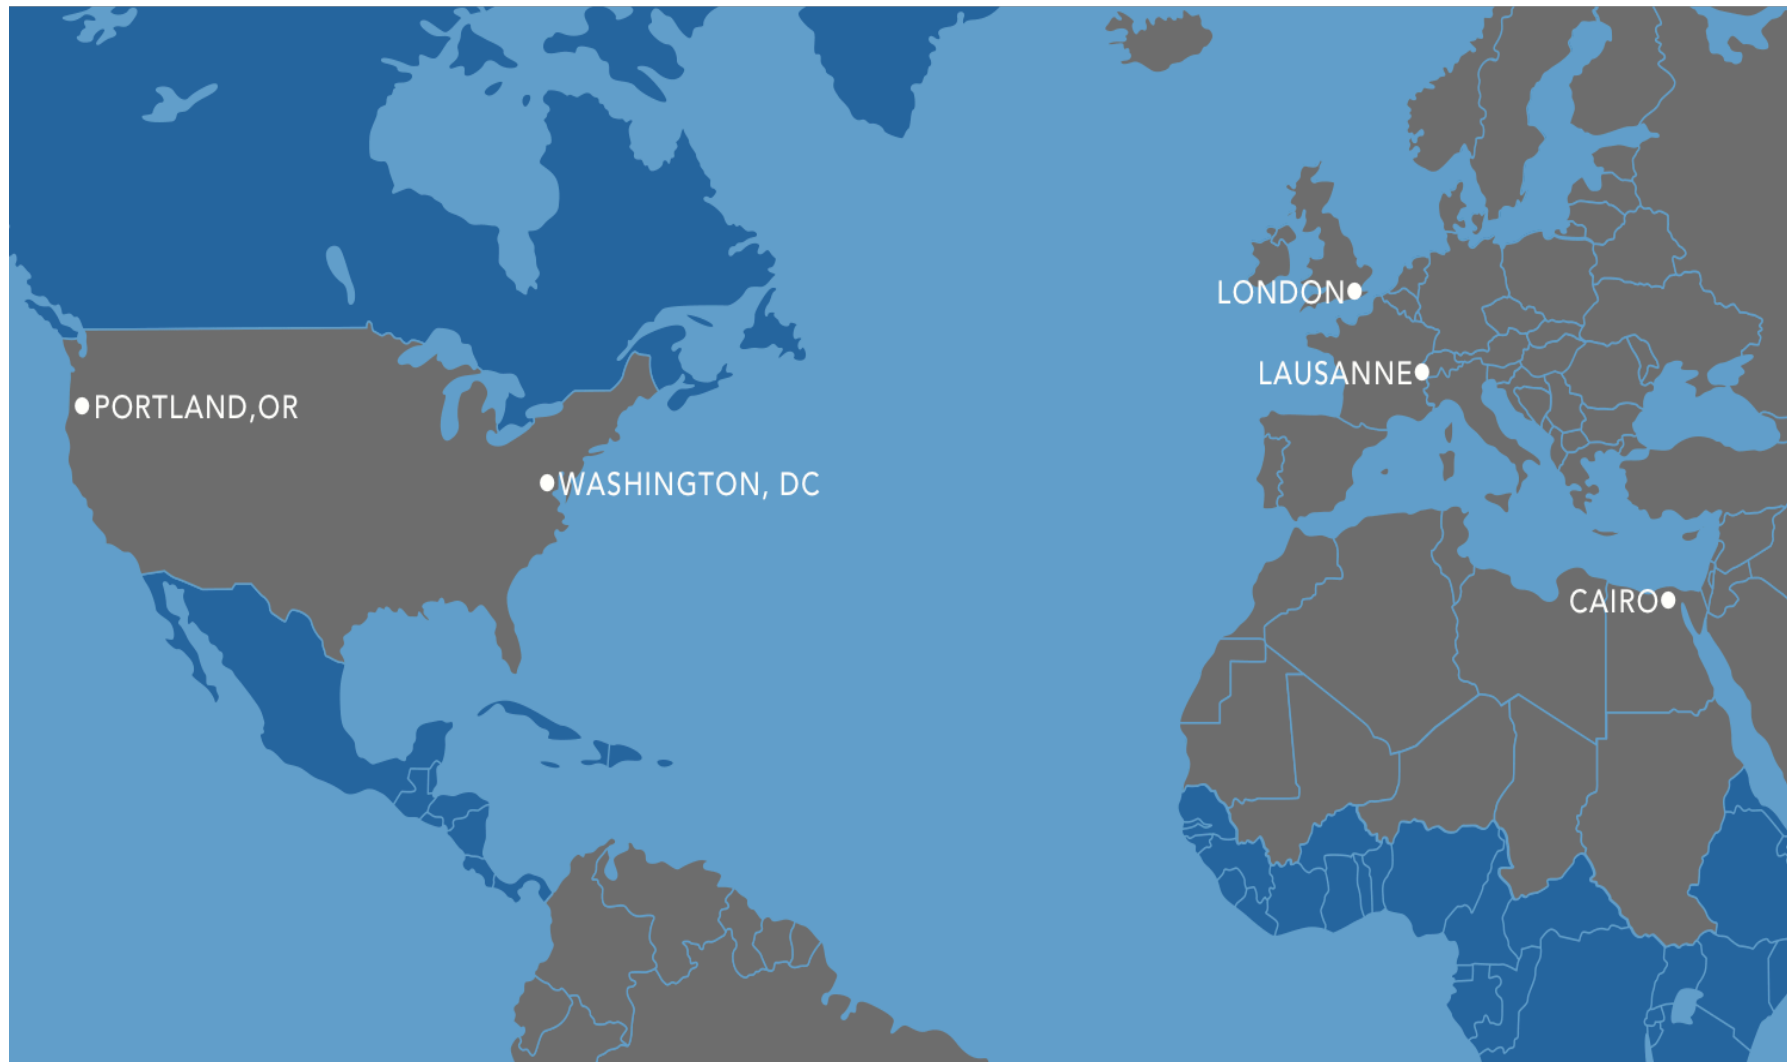 LONDON
LAUSANNE
PORTLAND,OR
WASHINGTON, DC
CAIRO